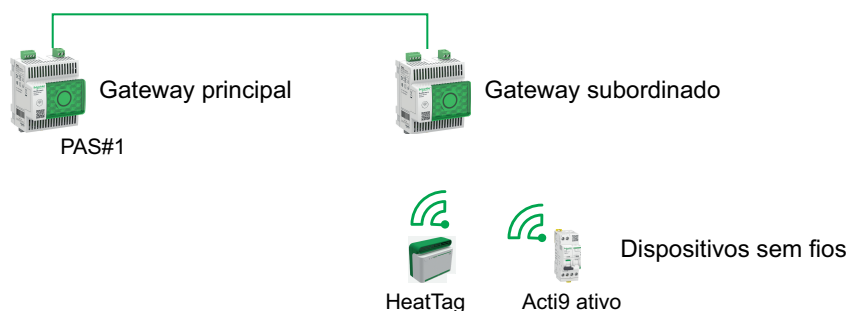 Gateway principal
Gateway subordinado
PAS#1
Dispositivos sem fios
HeatTag
Acti9 ativo